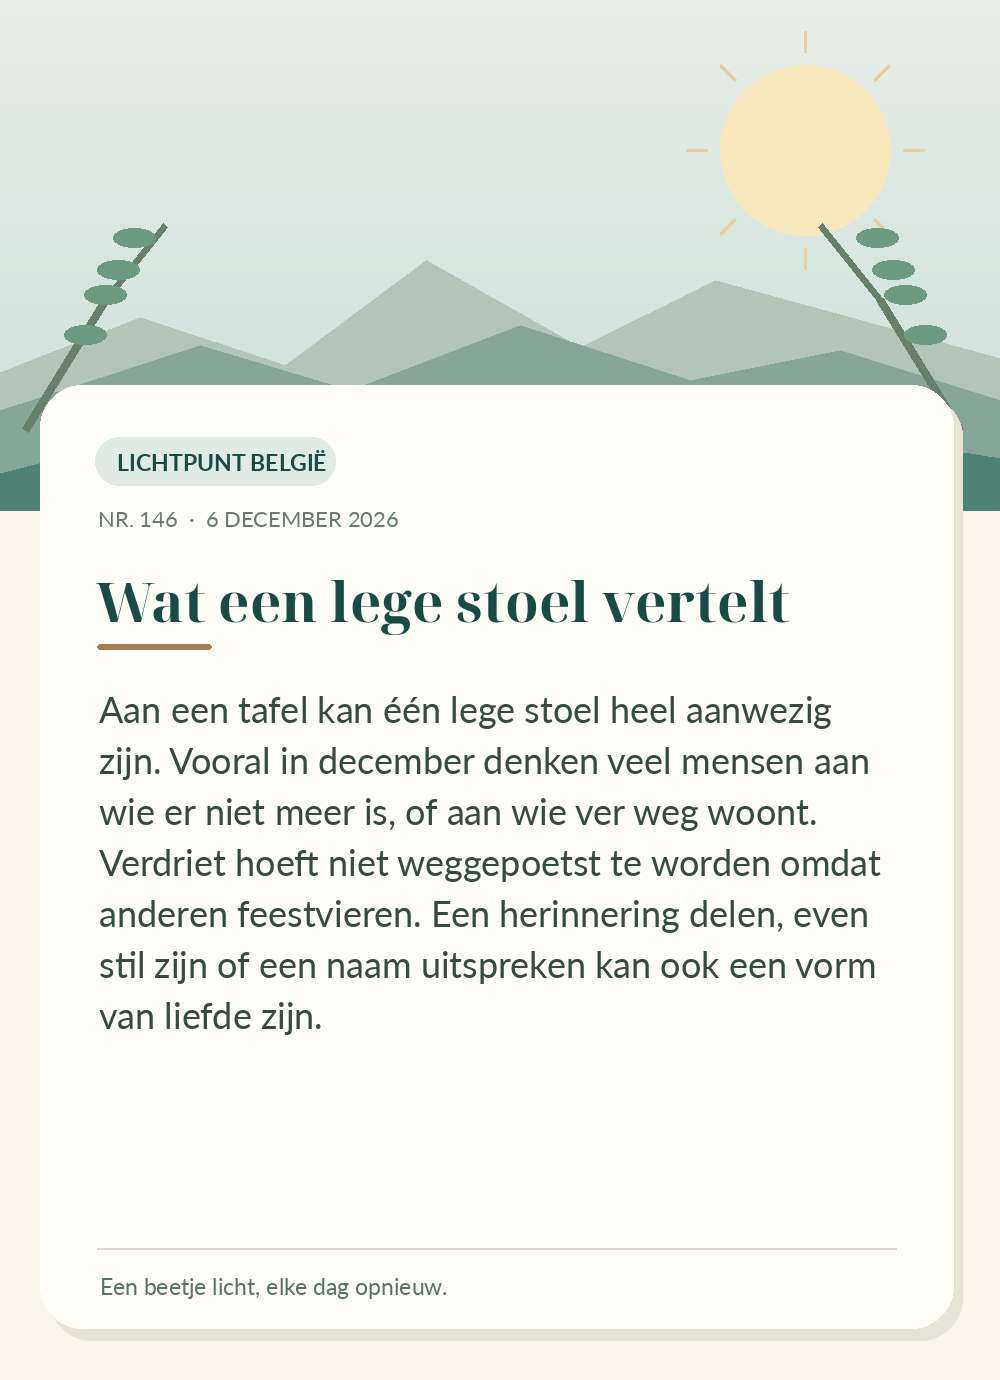 LICHTPUNT BELGIË
NR. 146 · 6 DECEMBER 2026
Wat een lege stoel vertelt
Aan een tafel kan één lege stoel heel aanwezig
zijn. Vooral in december denken veel mensen aan
wie er niet meer is, of aan wie ver weg woont.
Verdriet hoeft niet weggepoetst te worden omdat
anderen feestvieren. Een herinnering delen, even
stil zijn of een naam uitspreken kan ook een vorm
van liefde zijn.
Een beetje licht, elke dag opnieuw.